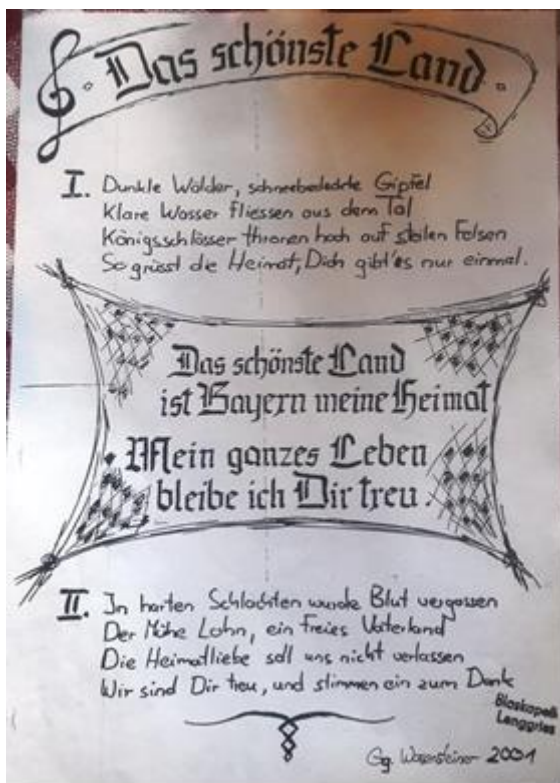 Das schönste Land
I. Dunkle Wälder, schneebedeckte Gipfel
Klare Wasser fliessen aus dem Tal
Königsschlösser thronen hoch auf stolen Felsen
So grüsst die Heimat, Dich gibt's nur einmal.
Das schönste Land
ist Bayern meine Heimat
Mein ganzes Leben
bleibe ich Dir treu.
II. In harten Schlachten wurde Blut vergossen
Der Mühe Lohn, ein freies Vaterland
Die Heimatliebe soll uns nicht verlassen
Wir sind Dir treu, und stimmen ein zum Dank
Blaskapelle
Lenggries
Gg. Wasensteiner 2001